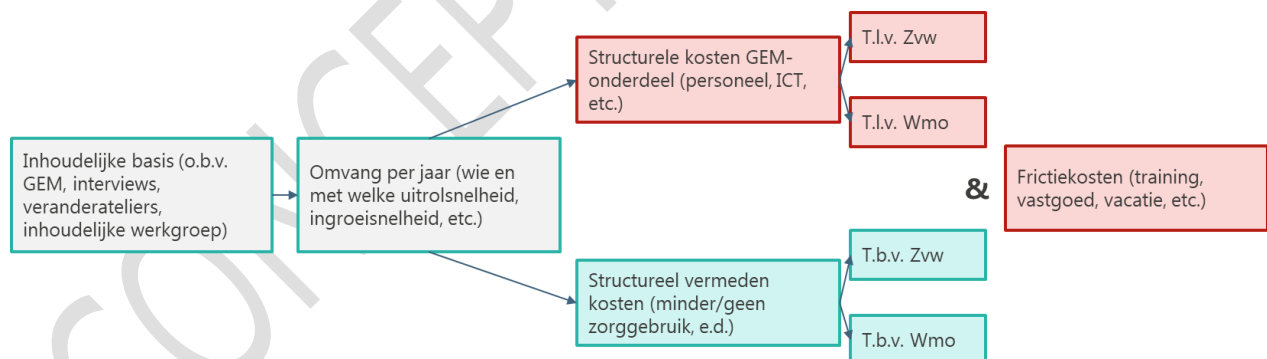 Inhoudelijke basis (o.b.v.
GEM, interviews,
veranderateliers,
inhoudelijke werkgroep)
Omvang per jaar (wie en
met welke uitrolsnelheid,
ingroeisnelheid, etc.)
Structurele kosten GEM-
onderdeel (personeel, ICT,
etc.)
T.l.v. Zvw
T.l.v. Wmo
Structureel vermeden
kosten (minder/geen
zorggebruik, e.d.)
T.b.v. Zvw
T.b.v. Wmo
&
Frictiekosten (training,
vastgoed, vacatie, etc.)
CONCEP